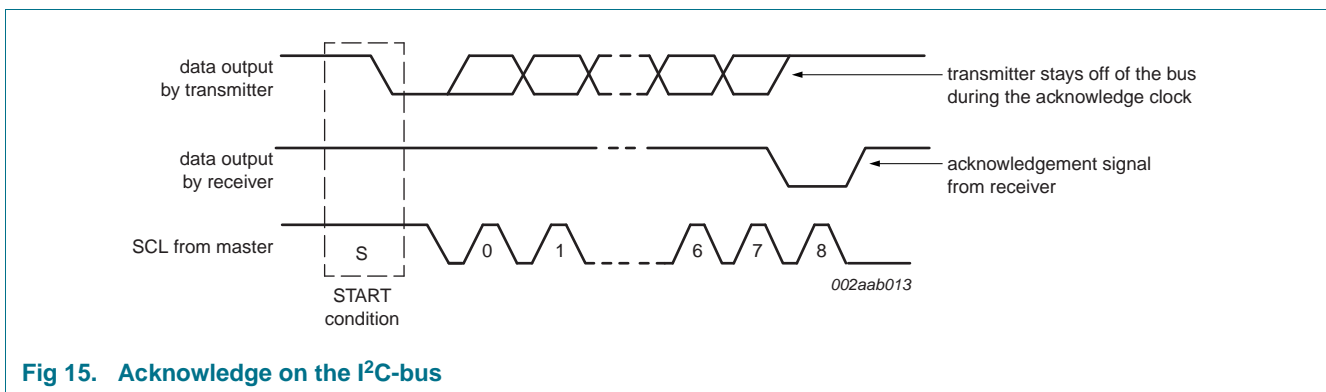 data output
by transmitter
transmitter stays off of the bus
during the acknowledge clock
data output
by receiver
acknowledgement signal
from receiver
SCL from master
S
0
1
6
7
8
002aab013
START
condition
Fig 15. Acknowledge on the I²C-bus